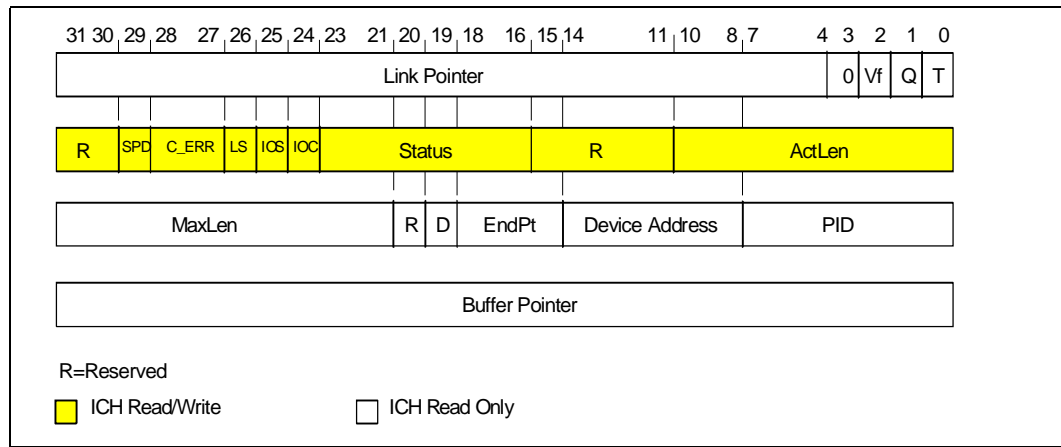 31 30 29 28 27 26 25 24 23 21 20 19 18 16 15 14 11 10 8 7 4 3 2 1 0
Link Pointer 0 Vf Q T
R SPD C_ERR LS IOS IOC Status R ActLen
MaxLen R D EndPt Device Address PID
Buffer Pointer
R=Reserved
ICH Read/Write ICH Read Only